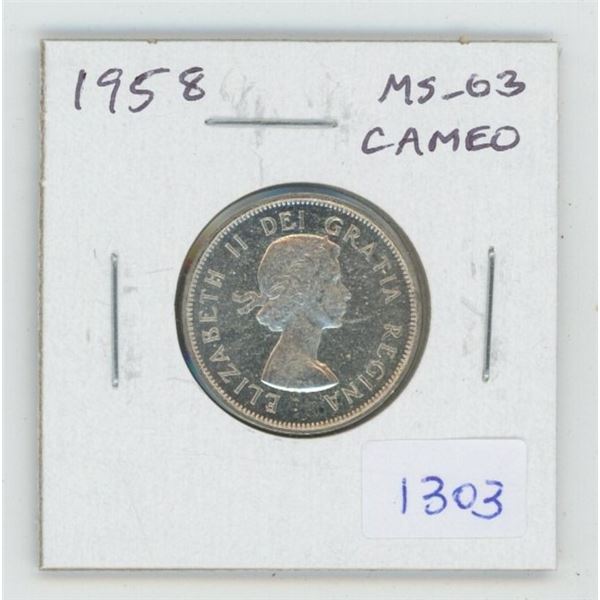 1958
MS-63
CAMEO
ELIZABETH II DEI GRATIA REGINA
1303